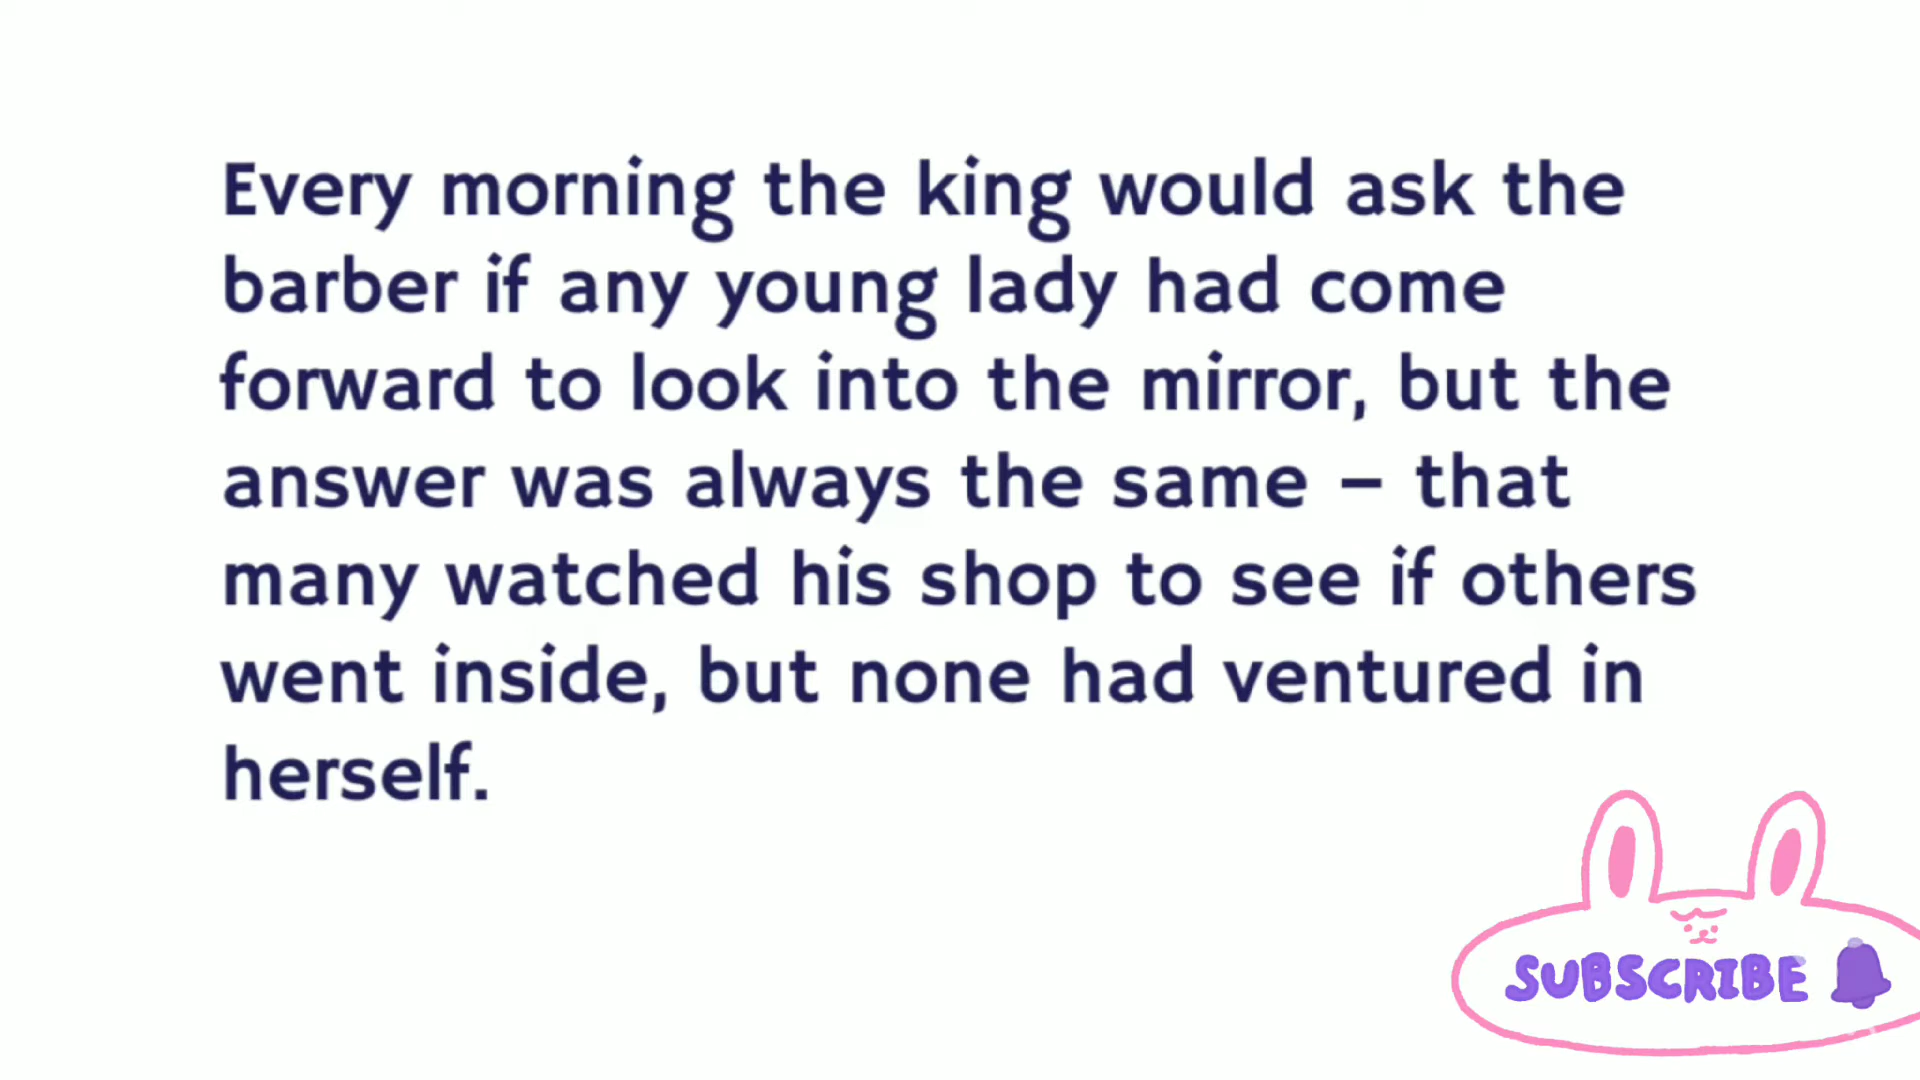 Every morning the king would ask the
barber if any young lady had come
forward to look into the mirror, but the
answer was always the same – that
many watched his shop to see if others
went inside, but none had ventured in
herself.
SUBSCRIBE